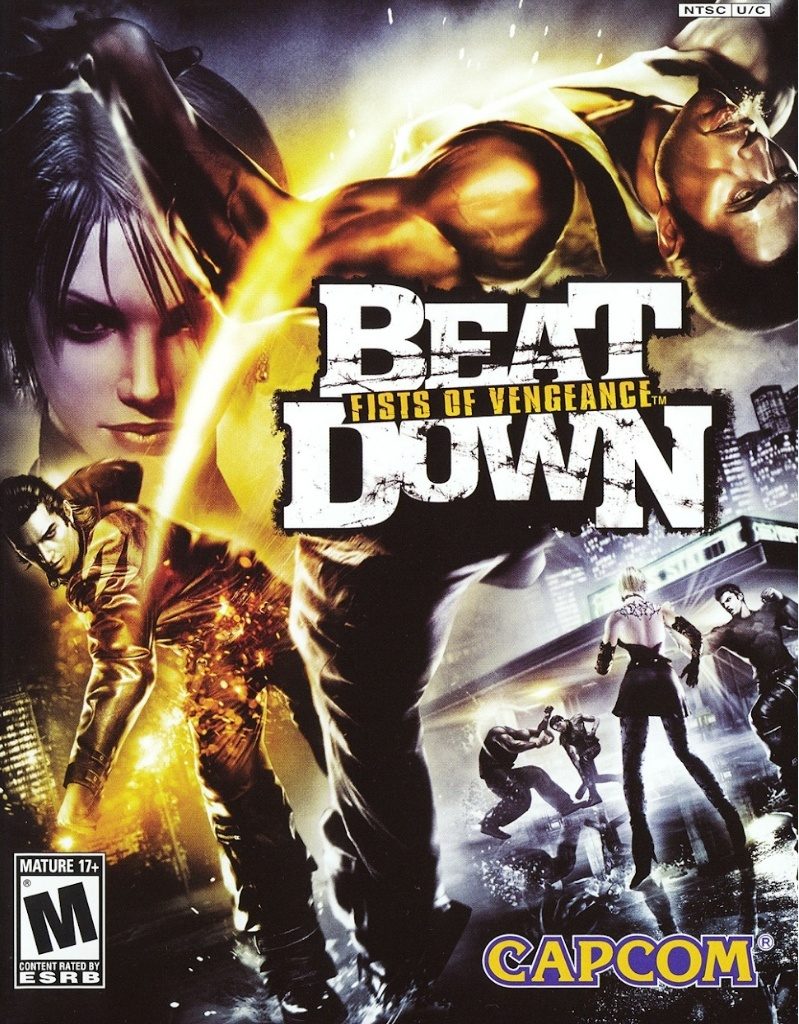 NTSC U/C
BEAT
FISTS OF VENGEANCE™
DOWN
MATURE 17+
M
®
CONTENT RATED BY
ESRB
CAPCOM®